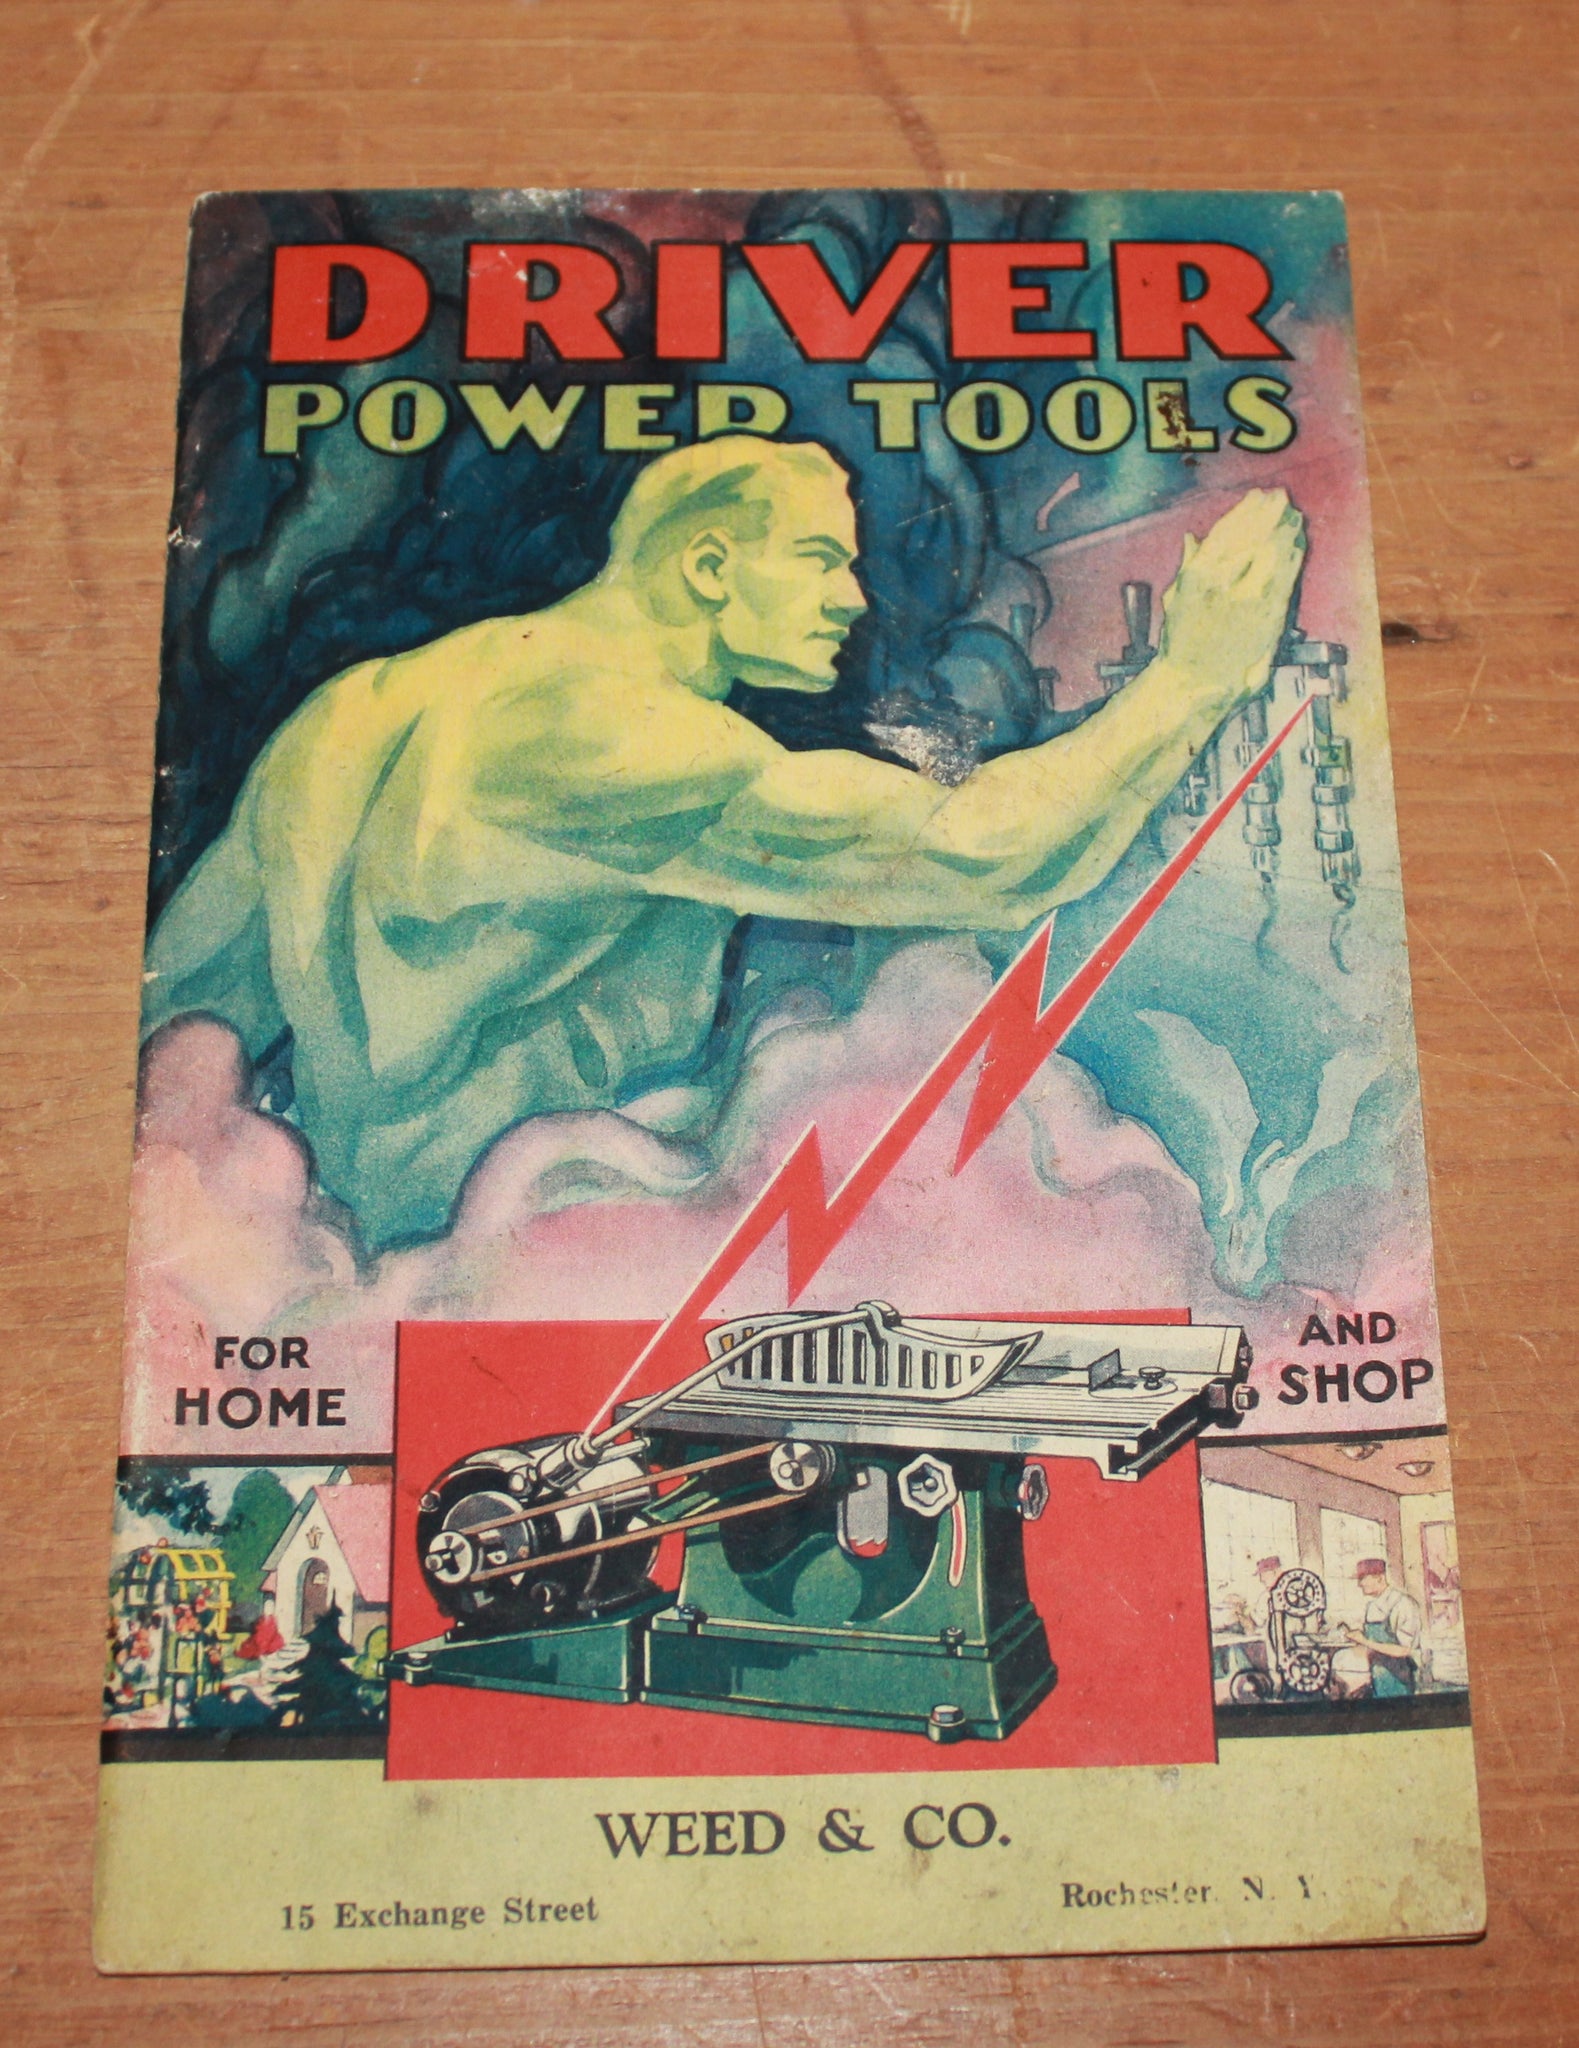 DRIVER
POWER TOOLS
FOR
HOME
AND
SHOP
WEED & CO.
15 Exchange Street
Rochester, N. Y.